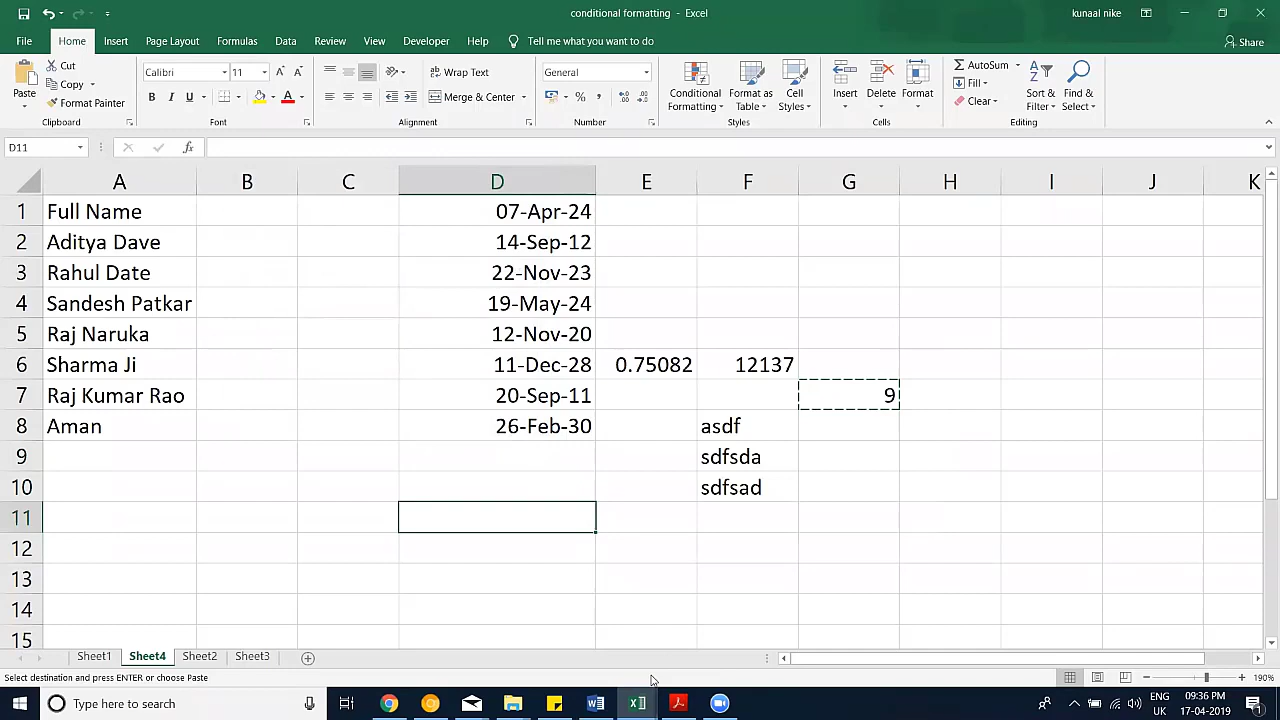 conditional formatting - Excel
kunaal nike
File Home Insert Page Layout Formulas Data Review View Developer Help Tell me what you want to do Share
Paste Cut Copy Format Painter Clipboard
Calibri 11 B I U Font
Wrap Text Merge & Center Alignment
General % , Number
Conditional Formatting Format as Table Cell Styles Styles
Insert Delete Format Cells
AutoSum Fill Clear Sort & Filter Find & Select Editing
D11 fx
A B C D E F G H I J K
1 Full Name 07-Apr-24
2 Aditya Dave 14-Sep-12
3 Rahul Date 22-Nov-23
4 Sandesh Patkar 19-May-24
5 Raj Naruka 12-Nov-20
6 Sharma Ji 11-Dec-28 0.75082 12137
7 Raj Kumar Rao 20-Sep-11 9
8 Aman 26-Feb-30 asdf
9 sdfsda
10 sdfsad
11
12
13
14
15
Sheet1 Sheet4 Sheet2 Sheet3
Select destination and press ENTER or choose Paste 190%
Type here to search ENG 09:36 PM
UK 17-04-2019